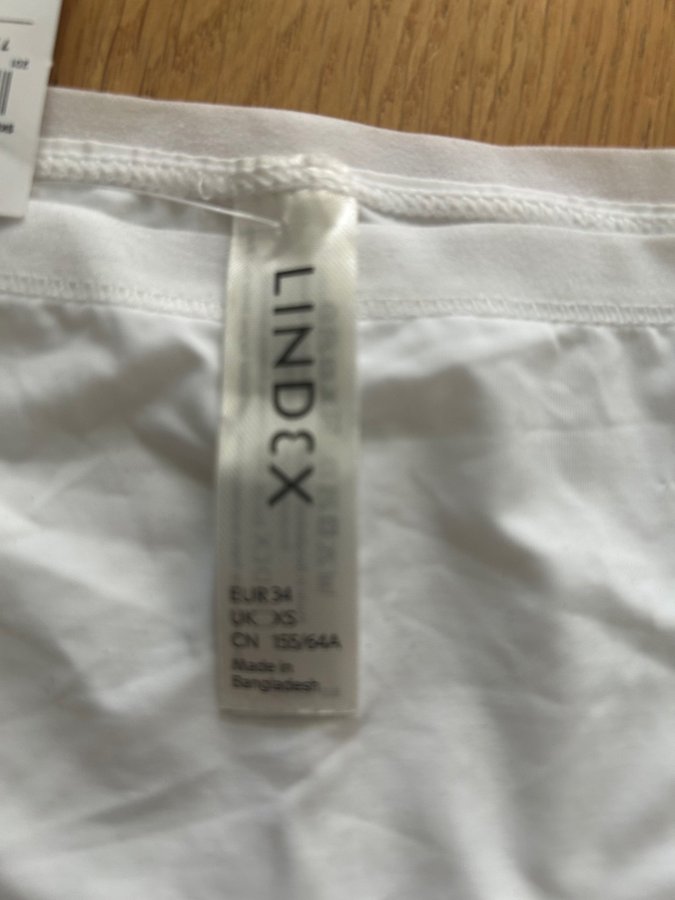 LINDEX
EUR 34
UK XS
CN 155/64A
Made in
Bangladesh